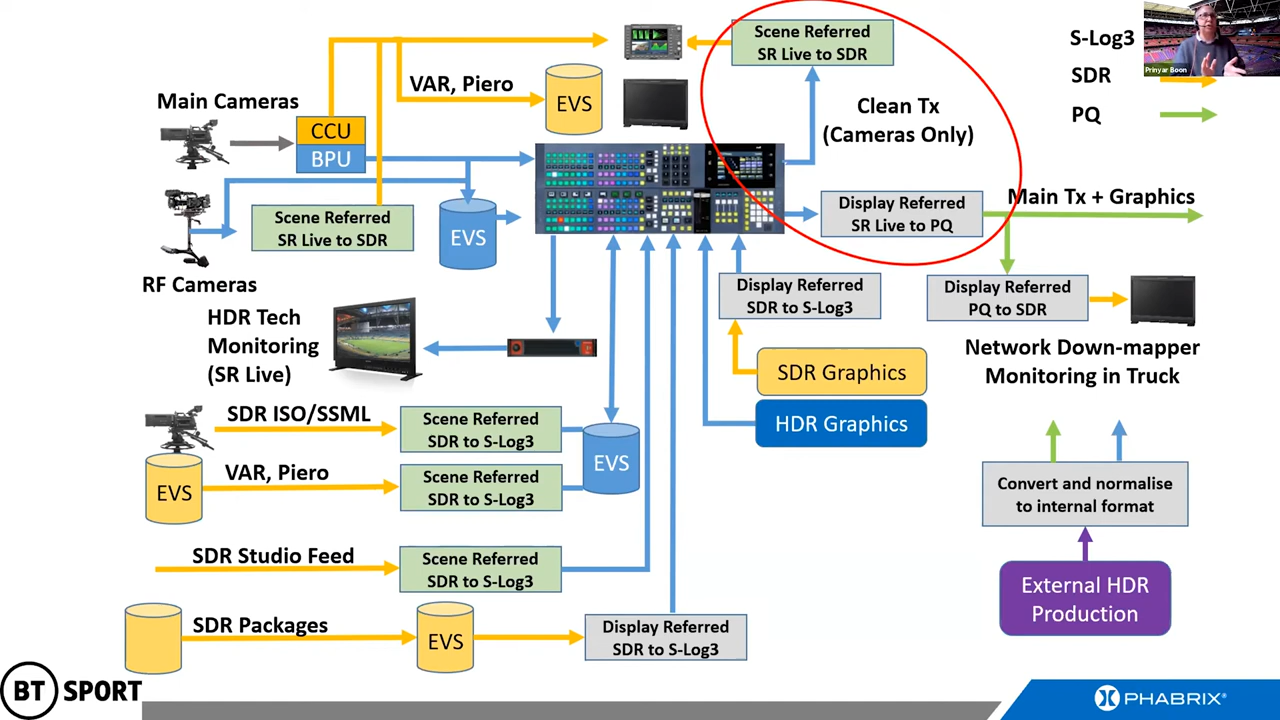 Scene Referred
SR Live to SDR
S-Log3
SDR
PQ
Prinyar Boon
VAR, Piero
EVS
Clean Tx
(Cameras Only)
Main Cameras
CCU
BPU
Scene Referred
SR Live to SDR
EVS
Display Referred
SR Live to PQ
Main Tx + Graphics
RF Cameras
Display Referred
SDR to S-Log3
Display Referred
PQ to SDR
HDR Tech
Monitoring
(SR Live)
Network Down-mapper
Monitoring in Truck
SDR Graphics
HDR Graphics
SDR ISO/SSML
Scene Referred
SDR to S-Log3
EVS
VAR, Piero
EVS
Scene Referred
SDR to S-Log3
Convert and normalise
to internal format
SDR Studio Feed
Scene Referred
SDR to S-Log3
External HDR
Production
SDR Packages
EVS
Display Referred
SDR to S-Log3
BT SPORT
PHABRIX